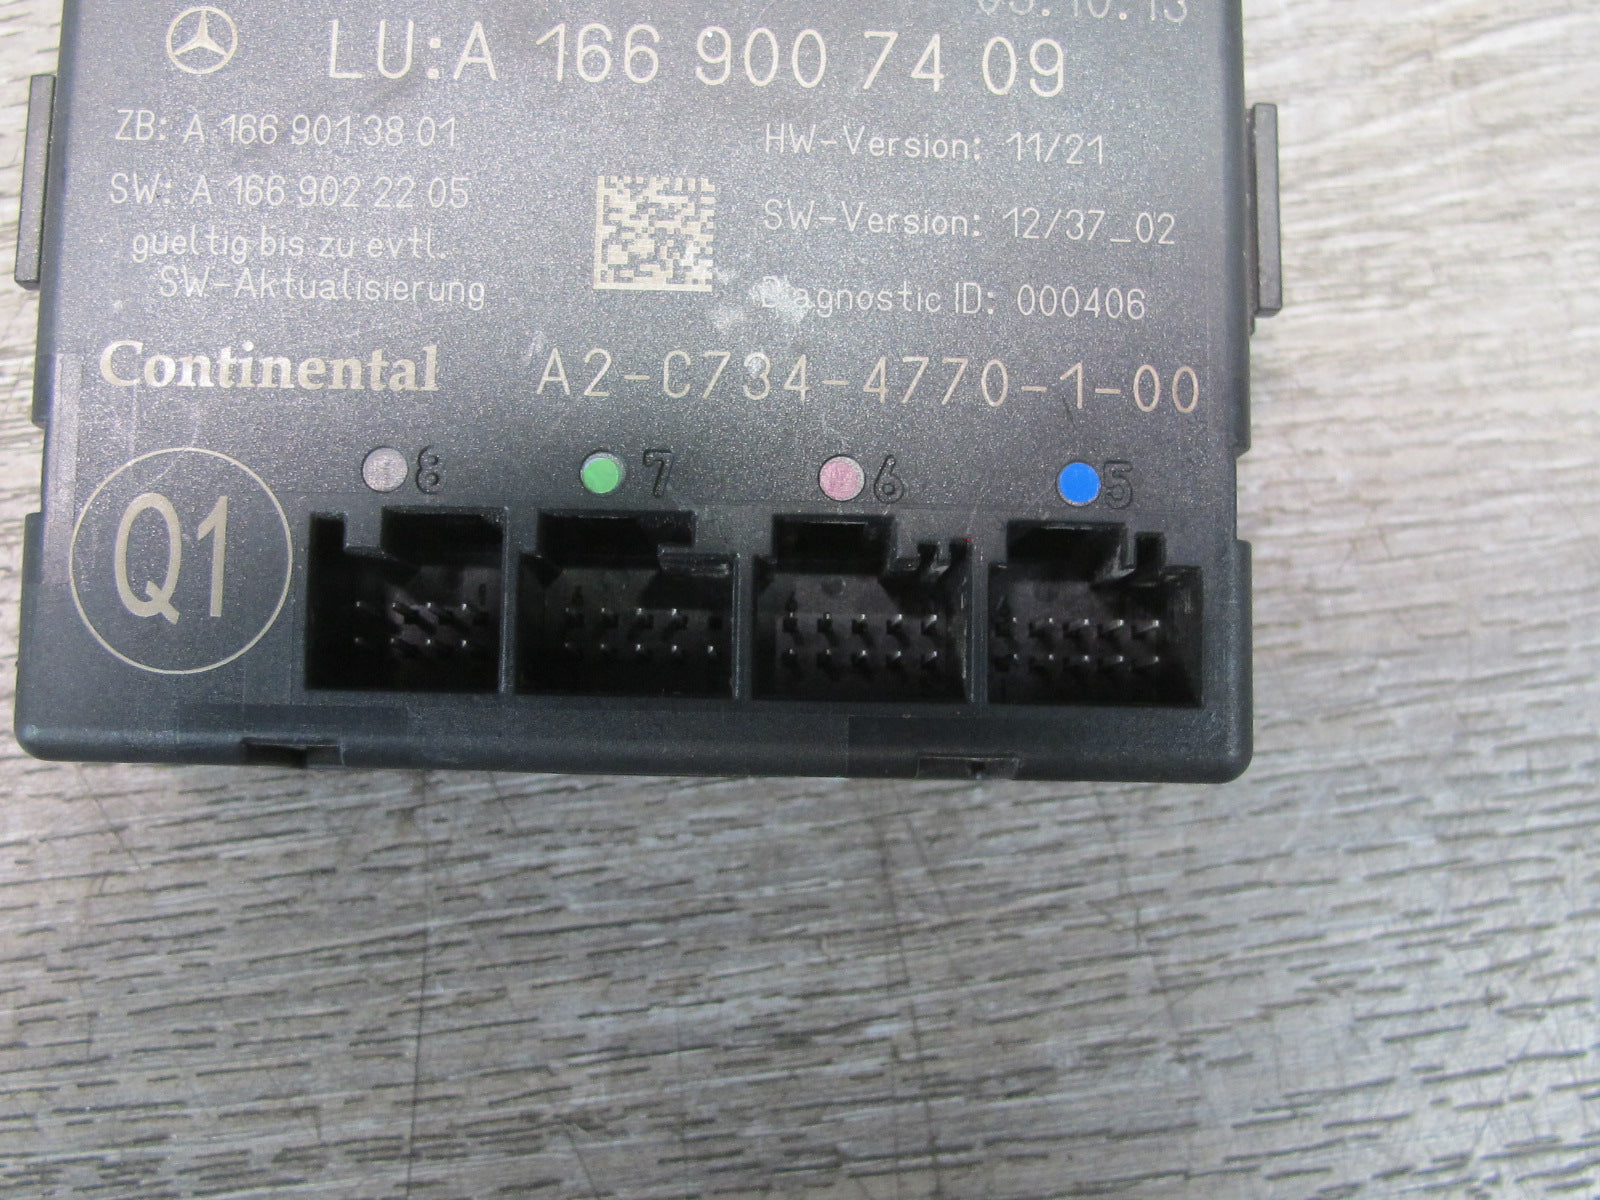 LU:A 166 900 74 09
ZB: A 166 901 38 01
SW: A 166 902 22 05
gueltig bis zu evtl.
SW-Aktualisierung
HW-Version: 11/21
SW-Version: 12/37_02
Diagnostic ID: 000406
Continental
A2-C734-4770-1-00
8
7
6
5
Q1